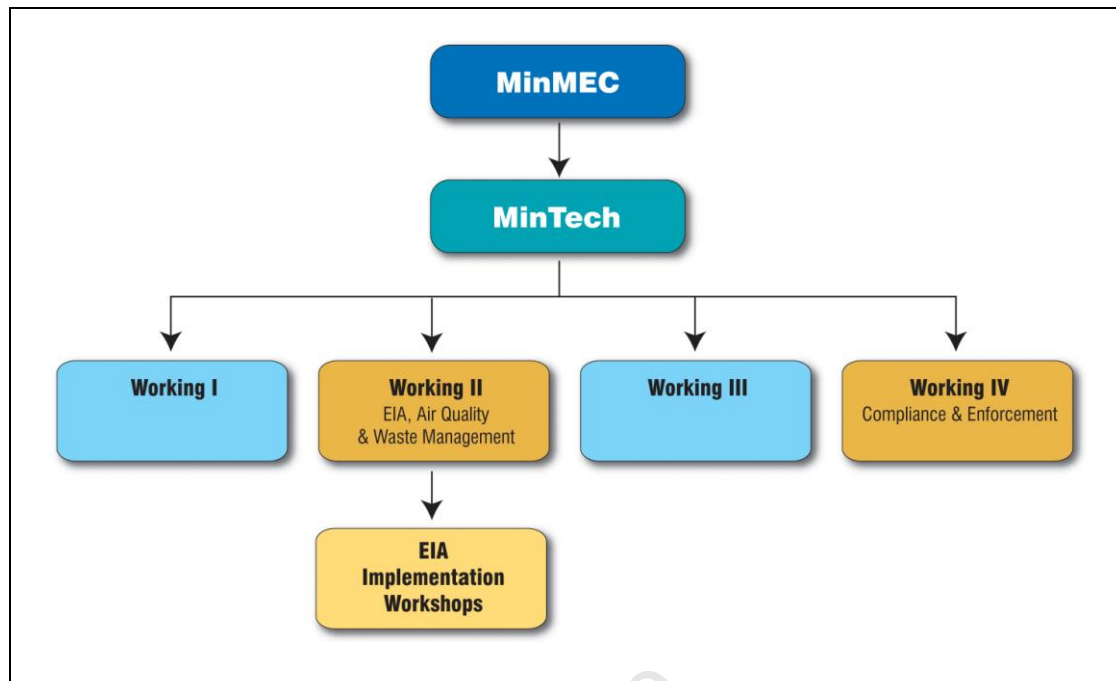 MinMEC
MinTech
Working I
Working II
EIA, Air Quality
& Waste Management
Working III
Working IV
Compliance & Enforcement
EIA
Implementation
Workshops